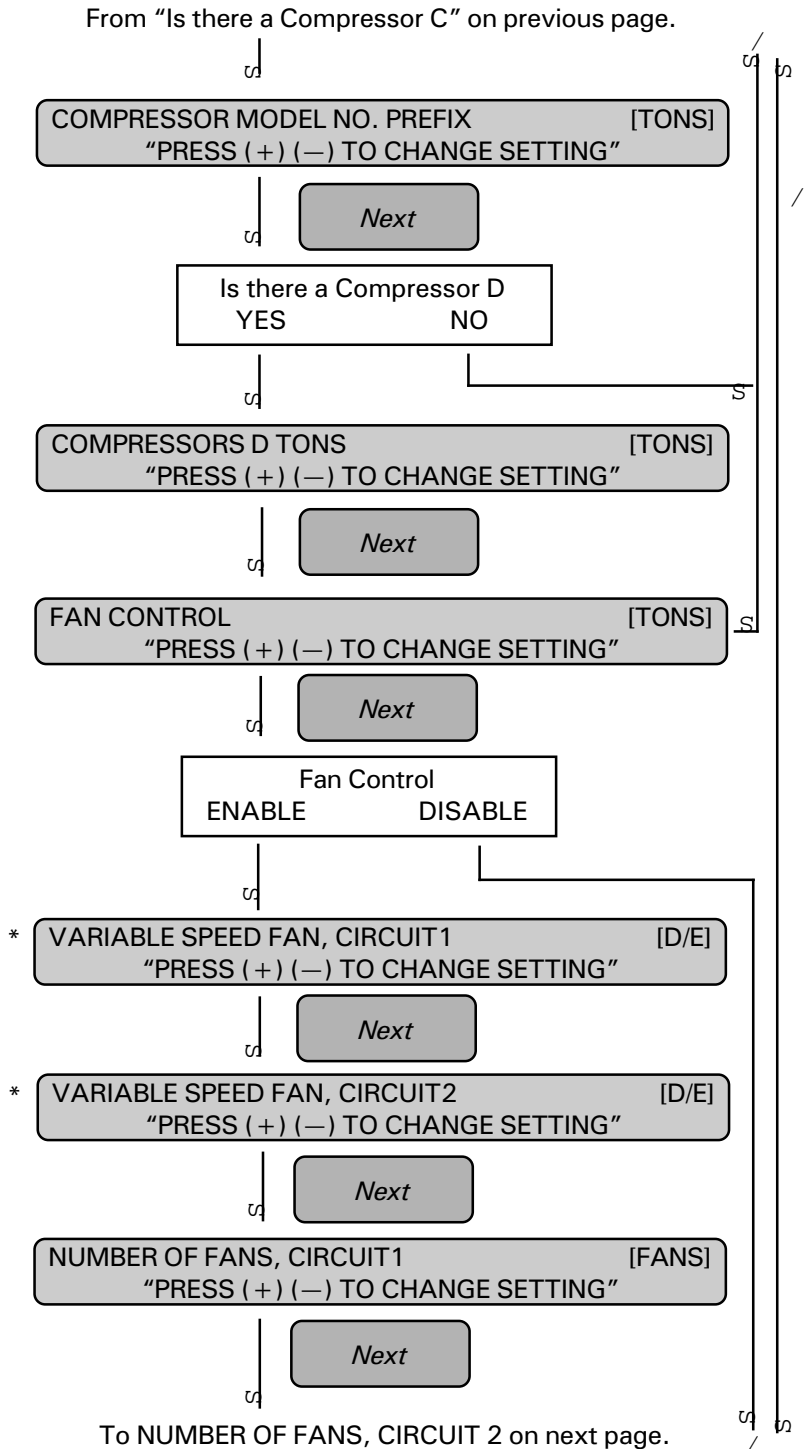 From “Is there a Compressor C” on previous page.
COMPRESSOR MODEL NO. PREFIX [TONS]
“PRESS (+) (—) TO CHANGE SETTING”
Next
Is there a Compressor D
YES NO
COMPRESSORS D TONS [TONS]
“PRESS (+) (—) TO CHANGE SETTING”
Next
FAN CONTROL [TONS]
“PRESS (+) (—) TO CHANGE SETTING”
Next
Fan Control
ENABLE DISABLE
* VARIABLE SPEED FAN, CIRCUIT1 [D/E]
“PRESS (+) (—) TO CHANGE SETTING”
Next
* VARIABLE SPEED FAN, CIRCUIT2 [D/E]
“PRESS (+) (—) TO CHANGE SETTING”
Next
NUMBER OF FANS, CIRCUIT1 [FANS]
“PRESS (+) (—) TO CHANGE SETTING”
Next
To NUMBER OF FANS, CIRCUIT 2 on next page.